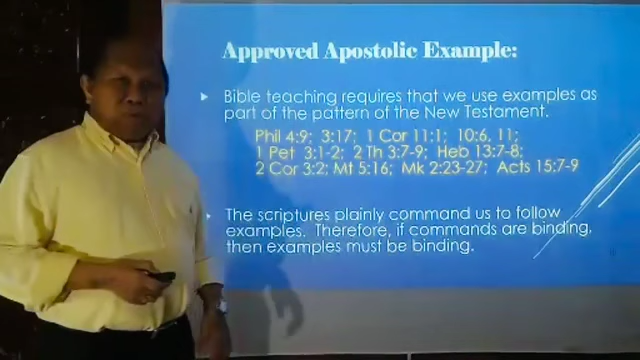 Approved Apostolic Example:
Bible teaching requires that we use examples as
part of the pattern of the New Testament.
Phil 4:9; 3:17; 1 Cor 11:1; 10:6, 11;
1 Pet 3:1-2; 2 Th 3:7-9; Heb 13:7-8;
2 Cor 3:2; Mt 5:16; Mk 2:23-27; Acts 15:7-9
The scriptures plainly command us to follow
examples. Therefore, if commands are binding,
then examples must be binding.